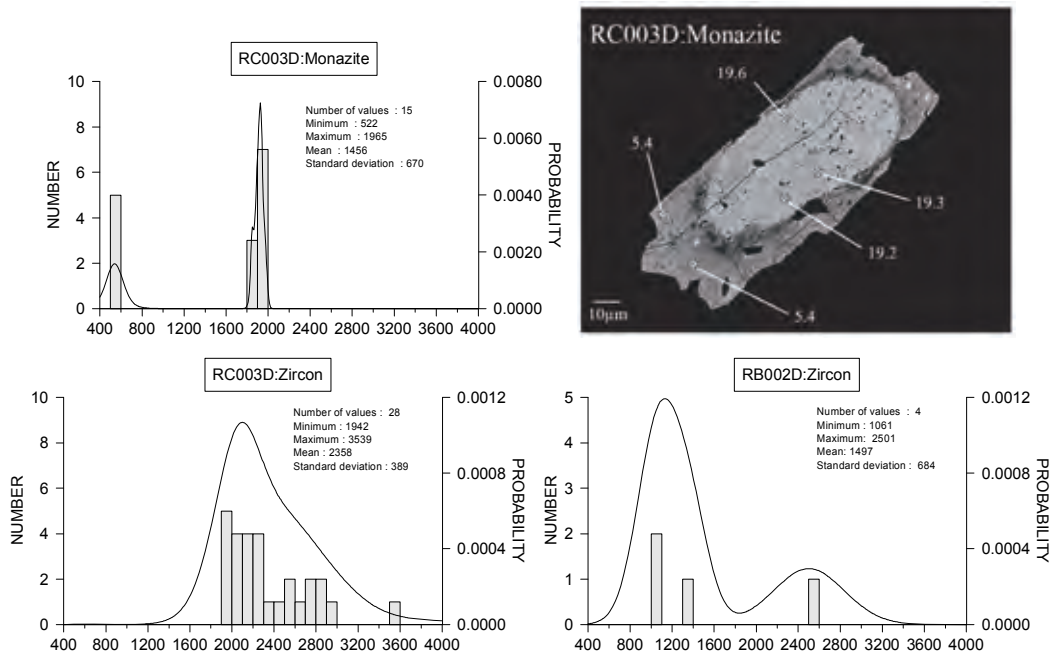 RC003D:Monazite
10
8
6
4
2
0
NUMBER
0.0080
0.0060
0.0040
0.0020
0.0000
PROBABILITY
Number of values : 15
Minimum : 522
Maximum : 1965
Mean : 1456
Standard deviation : 670
400 800 1200 1600 2000 2400 2800 3200 3600 4000
RC003D:Monazite
19.6
5.4
19.3
19.2
5.4
10μm
RC003D:Zircon
10
8
6
4
2
0
NUMBER
0.0012
0.0008
0.0004
0.0000
PROBABILITY
Number of values : 28
Minimum : 1942
Maximum : 3539
Mean : 2358
Standard deviation : 389
400 800 1200 1600 2000 2400 2800 3200 3600 4000
RB002D:Zircon
5
4
3
2
1
0
NUMBER
0.0012
0.0008
0.0004
0.0000
PROBABILITY
Number of values : 4
Minimum : 1061
Maximum: 2501
Mean: 1497
Standard deviation : 684
400 800 1200 1600 2000 2400 2800 3200 3600 4000